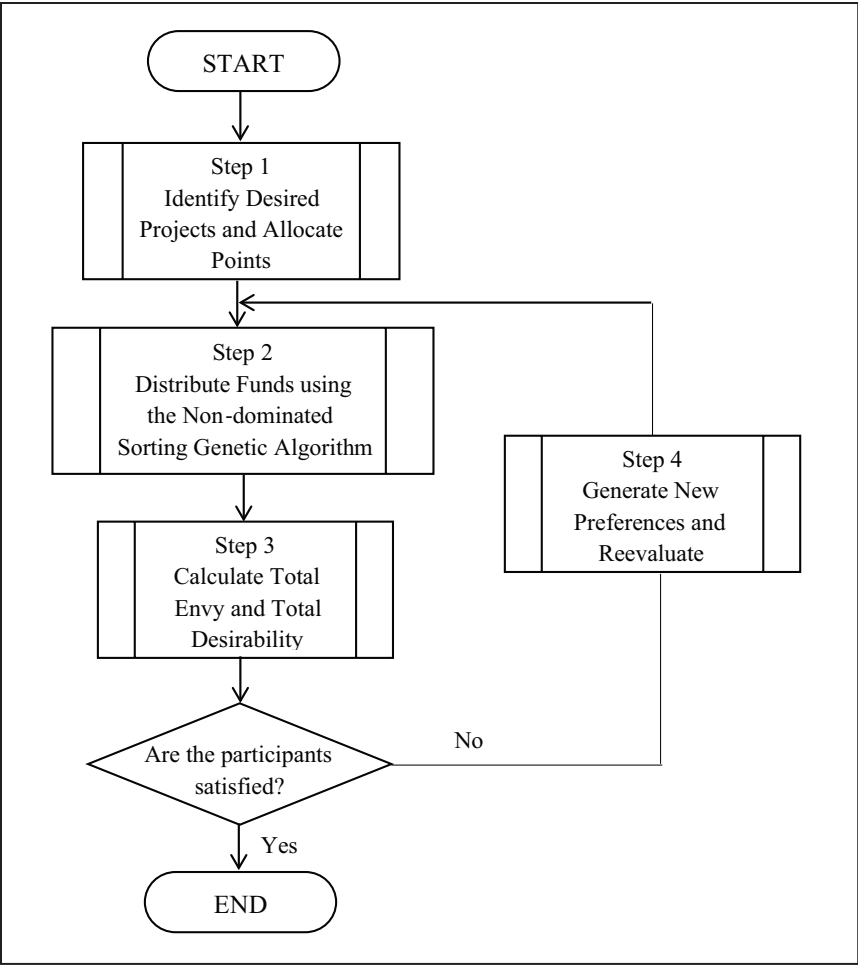 START
Step 1
Identify Desired
Projects and Allocate
Points
Step 2
Distribute Funds using
the Non-dominated
Sorting Genetic Algorithm
Step 3
Calculate Total
Envy and Total
Desirability
Are the participants
satisfied?
No
Step 4
Generate New
Preferences and
Reevaluate
Yes
END